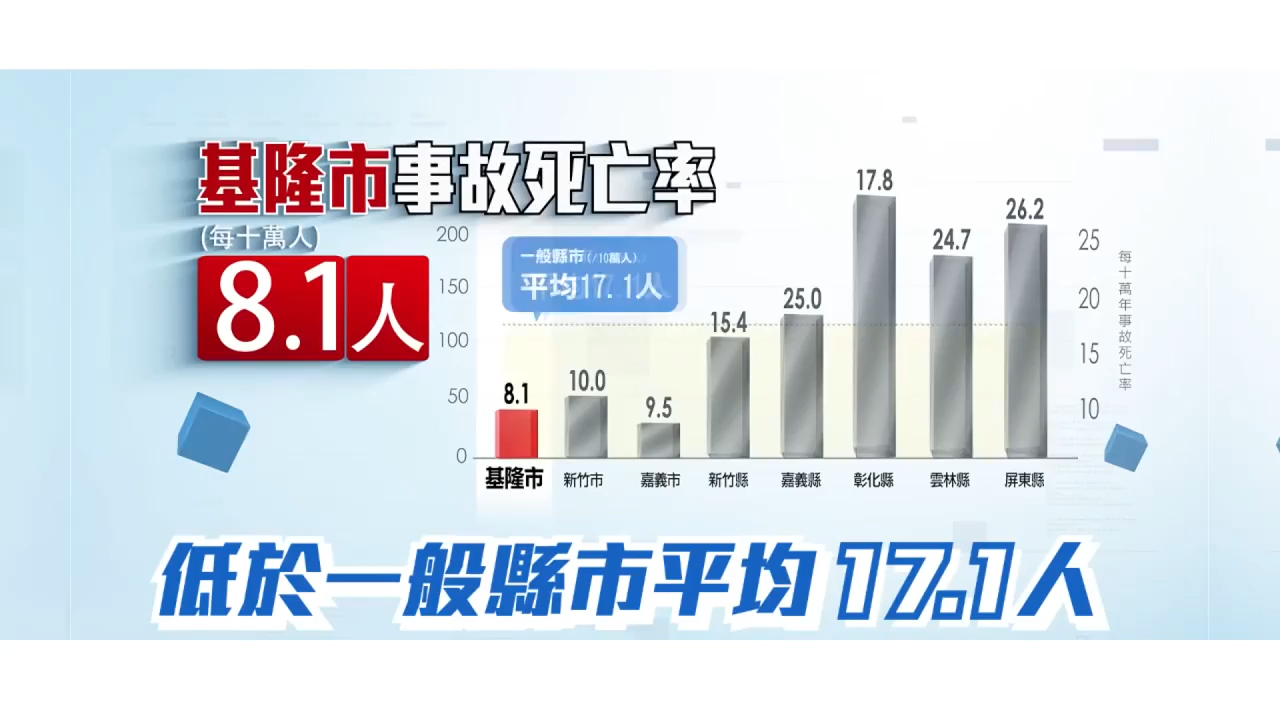 基隆市事故死亡率
(每十萬人)
8.1人
一般縣市(/10萬人)
平均17.1人
200
150
100
50
0
8.1
10.0
9.5
15.4
25.0
17.8
24.7
26.2
基隆市
新竹市
嘉義市
新竹縣
嘉義縣
彰化縣
雲林縣
屏東縣
25
20
15
10
每十萬年事故死亡率
低於一般縣市平均17.1人